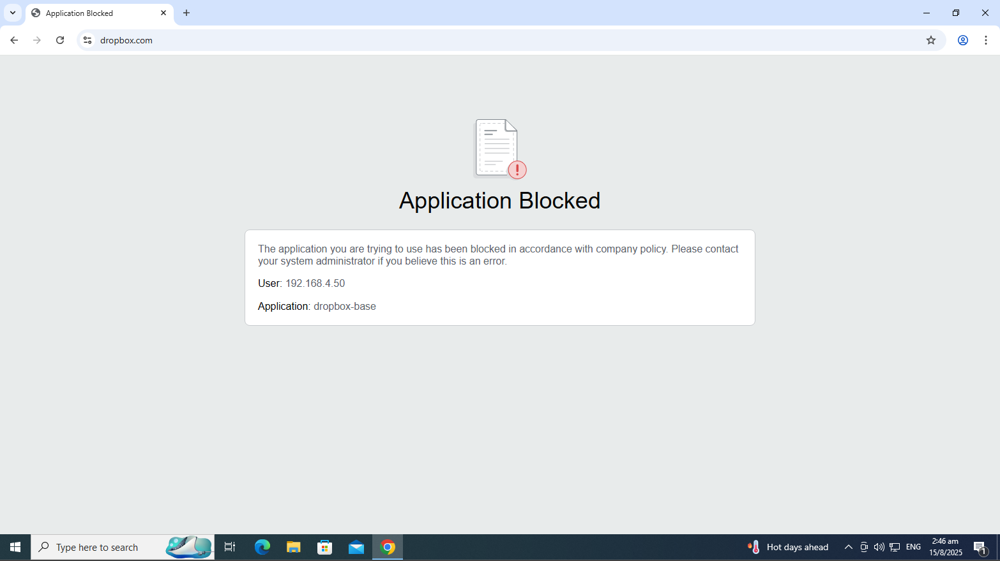 Application Blocked
dropbox.com
Application Blocked
The application you are trying to use has been blocked in accordance with company policy. Please contact
your system administrator if you believe this is an error.
User: 192.168.4.50
Application: dropbox-base
Type here to search
Hot days ahead
ENG
2:46 am
15/8/2025
1